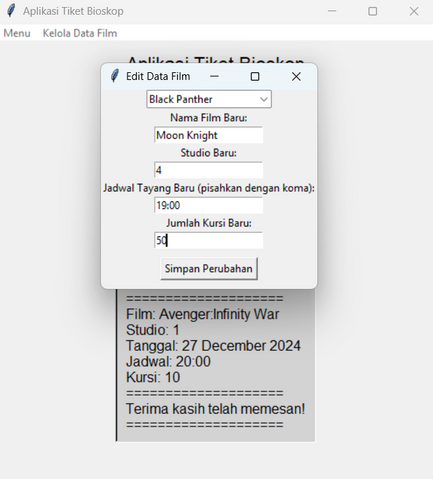 Aplikasi Tiket Bioskop
Menu Kelola Data Film
Aplikasi Tiket Bioskop
Edit Data Film
Black Panther
Nama Film Baru:
Moon Knight
Studio Baru:
4
Jadwal Tayang Baru (pisahkan dengan koma):
19:00
Jumlah Kursi Baru:
50
Simpan Perubahan
=====================
Film: Avenger:Infinity War
Studio: 1
Tanggal: 27 December 2024
Jadwal: 20:00
Kursi: 10
=====================
Terima kasih telah memesan!
=====================